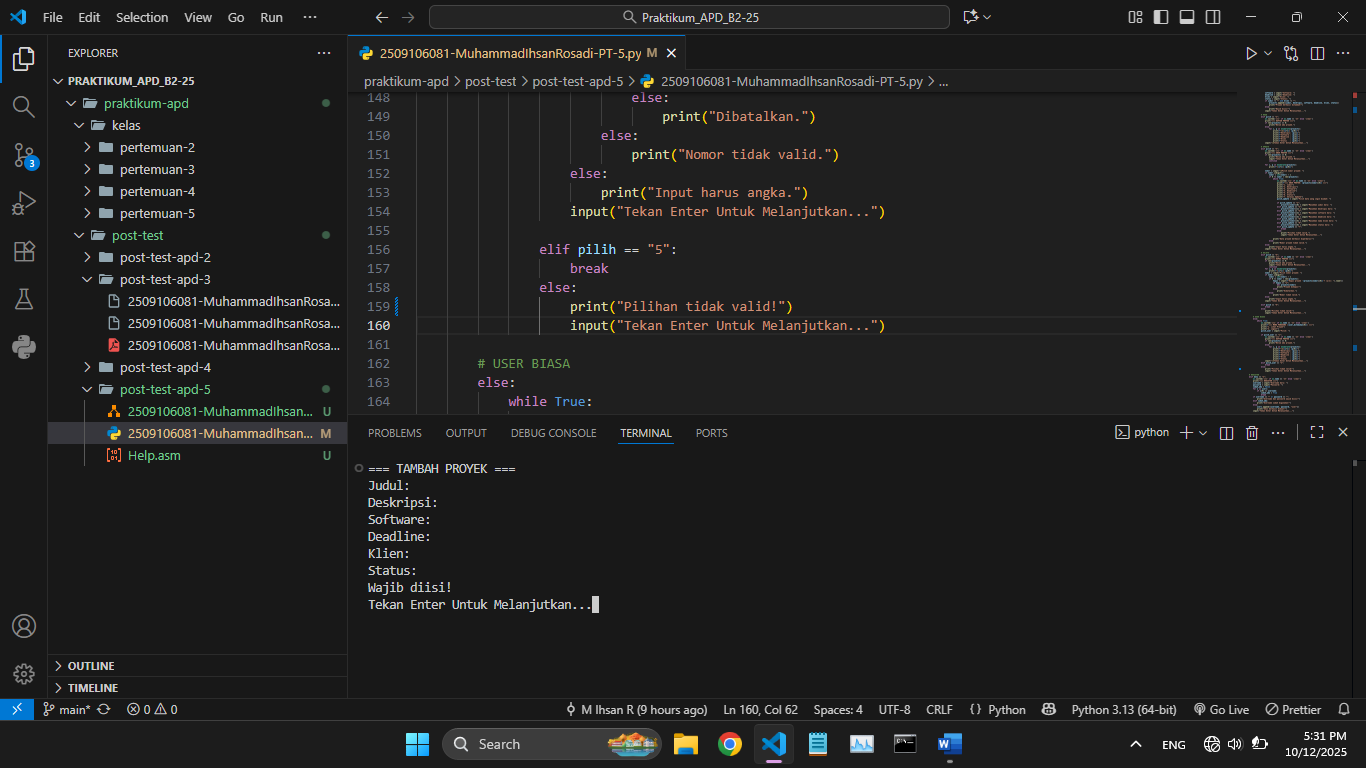 File Edit Selection View Go Run ···
Praktikum_APD_B2-25
EXPLORER
PRAKTIKUM_APD_B2-25
praktikum-apd
kelas
pertemuan-2
pertemuan-3
pertemuan-4
pertemuan-5
post-test
post-test-apd-2
post-test-apd-3
2509106081-MuhammadIhsanRosa...
2509106081-MuhammadIhsanRosa...
2509106081-MuhammadIhsanRosa...
post-test-apd-4
post-test-apd-5
2509106081-MuhammadIhsan... U
2509106081-MuhammadIhsan... M
Help.asm U
OUTLINE
TIMELINE
2509106081-MuhammadIhsanRosadi-PT-5.py M
praktikum-apd > post-test > post-test-apd-5 > 2509106081-MuhammadIhsanRosadi-PT-5.py > ...
148 else:
149 print("Dibatalkan.")
150 else:
151 print("Nomor tidak valid.")
152 else:
153 print("Input harus angka.")
154 input("Tekan Enter Untuk Melanjutkan...")
155
156 elif pilih == "5":
157 break
158 else:
159 print("Pilihan tidak valid!")
160 input("Tekan Enter Untuk Melanjutkan...")
161
162 # USER BIASA
163 else:
164 while True:
PROBLEMS OUTPUT DEBUG CONSOLE TERMINAL PORTS
python
=== TAMBAH PROYEK ===
Judul:
Deskripsi:
Software:
Deadline:
Klien:
Status:
Wajib diisi!
Tekan Enter Untuk Melanjutkan...
3
main* 0 0 M Ihsan R (9 hours ago) Ln 160, Col 62 Spaces: 4 UTF-8 CRLF {} Python Python 3.13 (64-bit) Go Live Prettier
Search
ENG
5:31 PM
10/12/2025